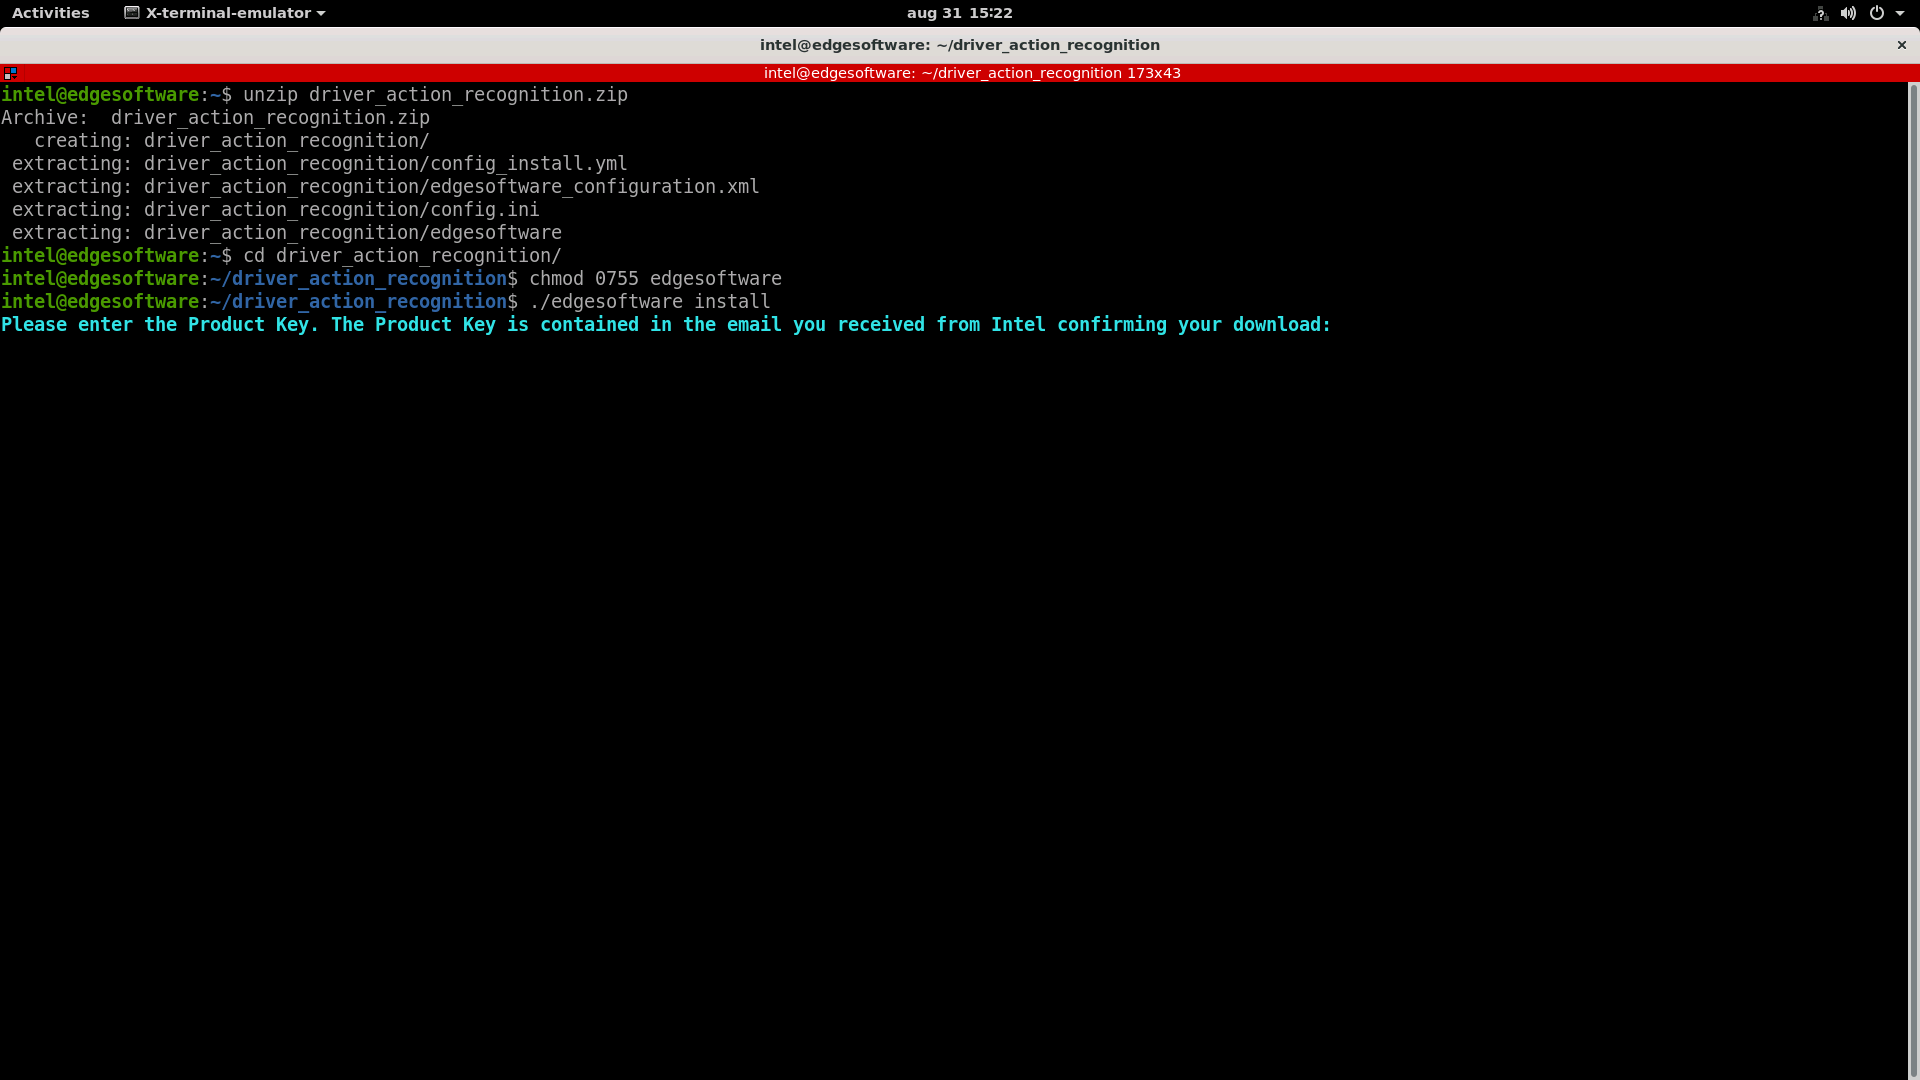 Activities X-terminal-emulator aug 31 15:22
intel@edgesoftware: ~/driver_action_recognition
intel@edgesoftware: ~/driver_action_recognition 173x43
intel@edgesoftware:~$ unzip driver_action_recognition.zip
Archive:  driver_action_recognition.zip
   creating: driver_action_recognition/
 extracting: driver_action_recognition/config_install.yml
 extracting: driver_action_recognition/edgesoftware_configuration.xml
 extracting: driver_action_recognition/config.ini
 extracting: driver_action_recognition/edgesoftware
intel@edgesoftware:~$ cd driver_action_recognition/
intel@edgesoftware:~/driver_action_recognition$ chmod 0755 edgesoftware
intel@edgesoftware:~/driver_action_recognition$ ./edgesoftware install
Please enter the Product Key. The Product Key is contained in the email you received from Intel confirming your download: